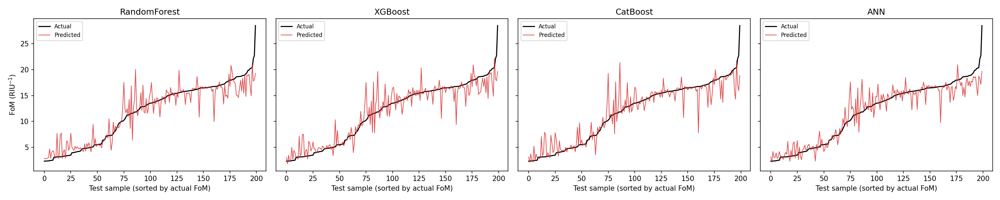 RandomForest
XGBoost
CatBoost
ANN
Actual
Predicted
Actual
Predicted
Actual
Predicted
Actual
Predicted
FoM (RIU⁻¹)
25
20
15
10
5
0 25 50 75 100 125 150 175 200
0 25 50 75 100 125 150 175 200
0 25 50 75 100 125 150 175 200
0 25 50 75 100 125 150 175 200
Test sample (sorted by actual FoM)
Test sample (sorted by actual FoM)
Test sample (sorted by actual FoM)
Test sample (sorted by actual FoM)